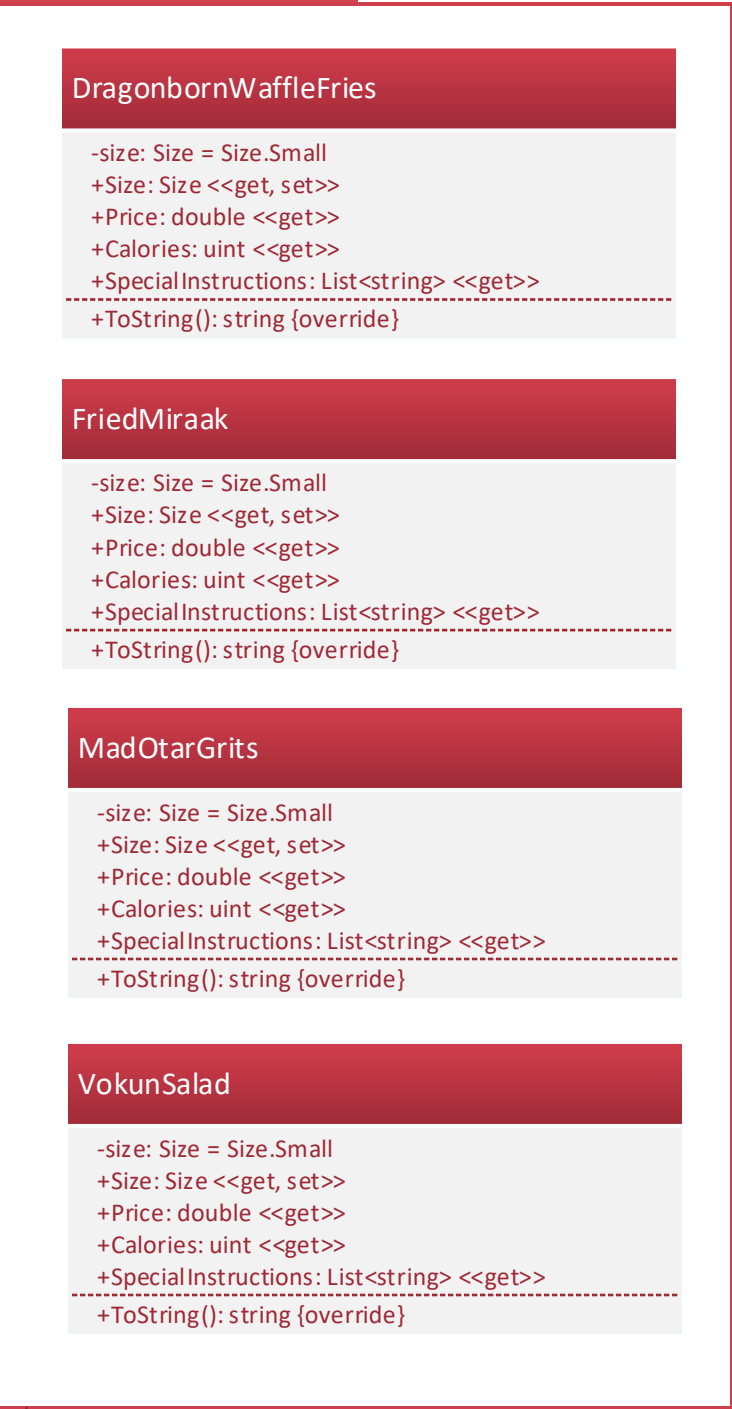 DragonbornWaffleFries
-size: Size = Size.Small
+Size: Size <<get, set>>
+Price: double <<get>>
+Calories: uint <<get>>
+SpecialInstructions: List<string> <<get>>
+ToString(): string {override}
FriedMiraak
-size: Size = Size.Small
+Size: Size <<get, set>>
+Price: double <<get>>
+Calories: uint <<get>>
+SpecialInstructions: List<string> <<get>>
+ToString(): string {override}
MadOtarGrits
-size: Size = Size.Small
+Size: Size <<get, set>>
+Price: double <<get>>
+Calories: uint <<get>>
+SpecialInstructions: List<string> <<get>>
+ToString(): string {override}
VokunSalad
-size: Size = Size.Small
+Size: Size <<get, set>>
+Price: double <<get>>
+Calories: uint <<get>>
+SpecialInstructions: List<string> <<get>>
+ToString(): string {override}